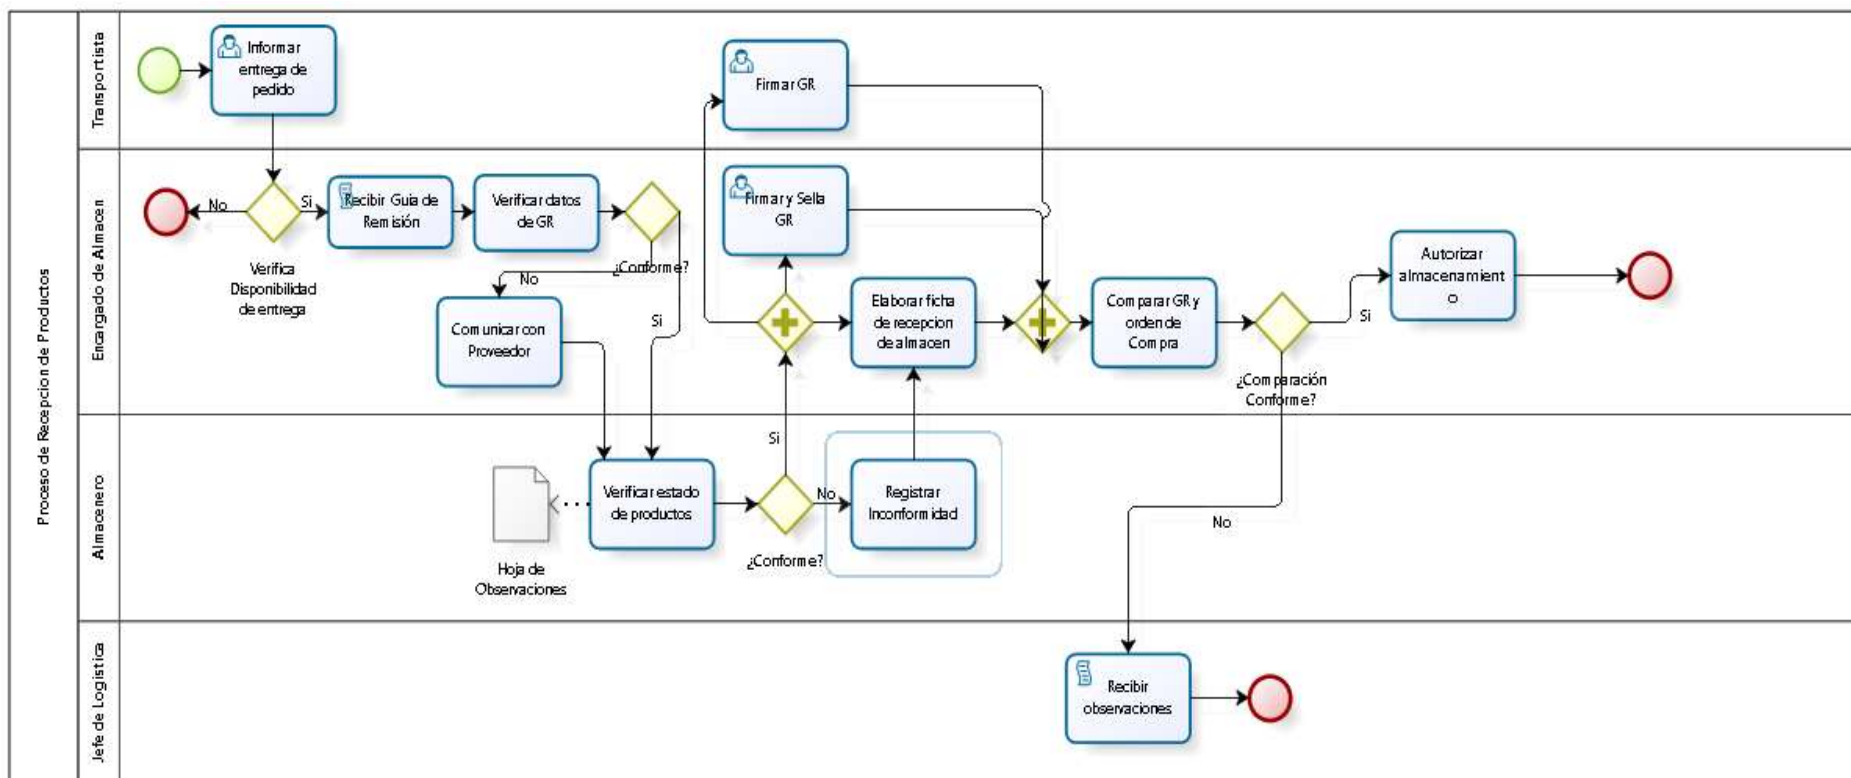 Proceso de Recepcion de Productos
Transportista
Informar
entrega de
pedido
Firmar GR
Encargado de Almacen
No
Si
Verifica
Disponibilidad
de entrega
Recibir Guia de
Remisión
Verificar datos
de GR
¿Conforme?
No
Si
Comunicar con
Proveedor
Firmar y Sella
GR
Elaborar ficha
de recepcion
de almacen
Comparar GR y
orden de
Compra
¿Comparación
Conforme?
Si
Autorizar
almacenamient
o
Almacenero
Hoja de
Observaciones
Verificar estado
de productos
Si
¿Conforme?
No
Registrar
Inconformidad
No
Jefe de Logistica
Recibir
observaciones